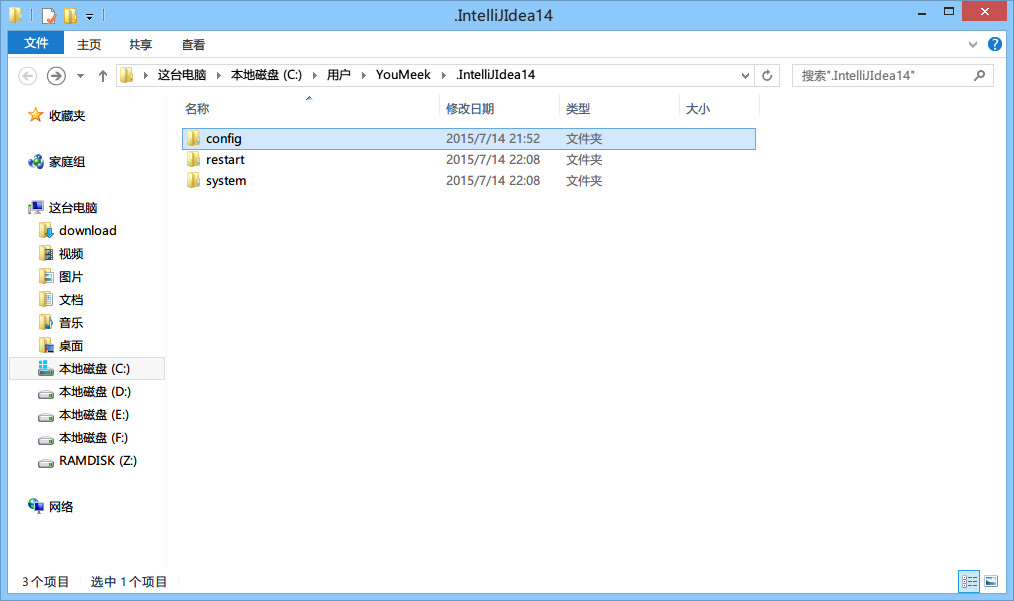 .IntelliJIdea14
文件 主页 共享 查看
这台电脑 本地磁盘 (C:) 用户 YouMeek .IntelliJIdea14 搜索".IntelliJIdea14"
名称 修改日期 类型 大小
config 2015/7/14 21:52 文件夹
restart 2015/7/14 22:08 文件夹
system 2015/7/14 22:08 文件夹
收藏夹
家庭组
这台电脑
download
视频
图片
文档
音乐
桌面
本地磁盘 (C:)
本地磁盘 (D:)
本地磁盘 (E:)
本地磁盘 (F:)
RAMDISK (Z:)
网络
3 个项目 选中 1 个项目